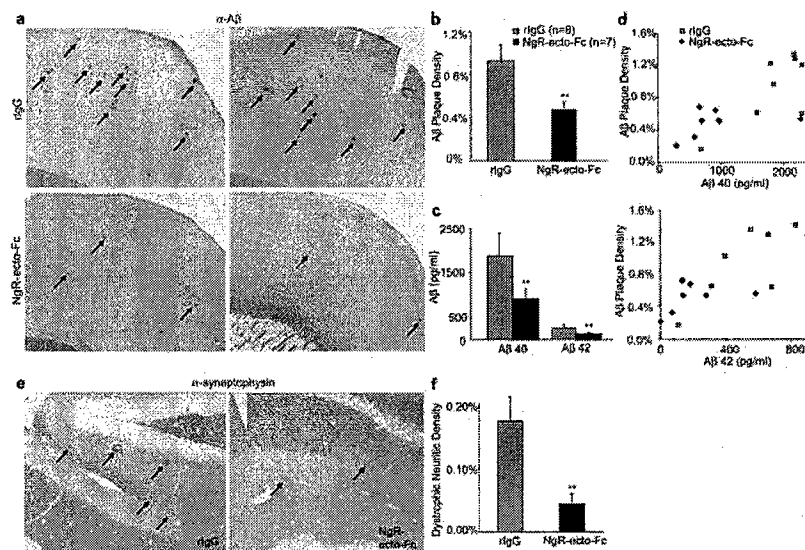 a
α-Aβ
rIgG
NgR-ecto-Fc
b
rIgG (n=8)
NgR-ecto-Fc (n=7)
Aβ Plaque Density
1.2%
0.8%
0.4%
0%
**
rIgG
NgR-ecto-Fc
c
Aβ (pg/ml)
2500
1500
500
0
**
**
Aβ 40
Aβ 42
d
rIgG
NgR-ecto-Fc
Aβ Plaque Density
1.6%
1.2%
0.8%
0.4%
0%
0
1000
2000
Aβ 40 (pg/ml)
Aβ Plaque Density
1.6%
1.2%
0.8%
0.4%
0%
0
400
800
Aβ 42 (pg/ml)
e
α-synaptophysin
rIgG
NgR-
ecto-Fc
f
Dystrophic Neuritic Density
0.20%
0.10%
0.00%
**
rIgG
NgR-ecto-Fc